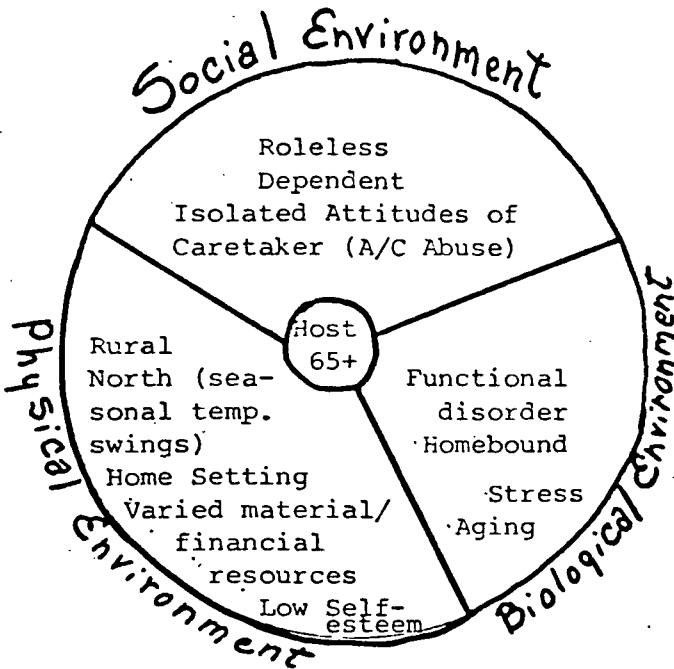 Social Environment
Roleless
Dependent
Isolated Attitudes of
Caretaker (A/C Abuse)
Host
65+
Physical Environment
Rural
North (sea-
sonal temp.
swings)
Home Setting
Varied material/
financial
resources
Low Self-
esteem
Biological Environment
Functional
disorder
Homebound
Stress
Aging